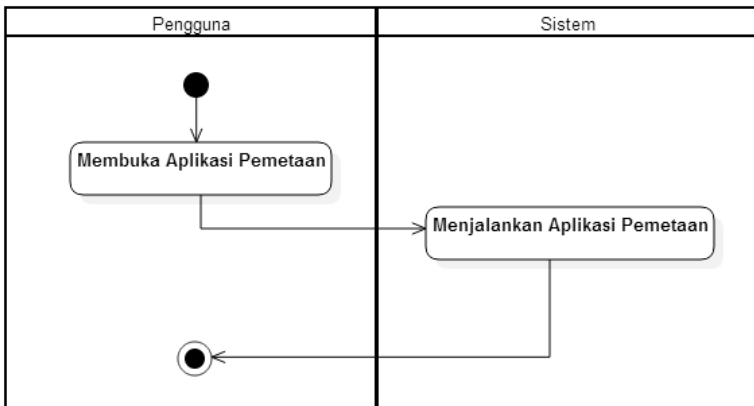 Pengguna
Sistem
Membuka Aplikasi Pemetaan
Menjalankan Aplikasi Pemetaan